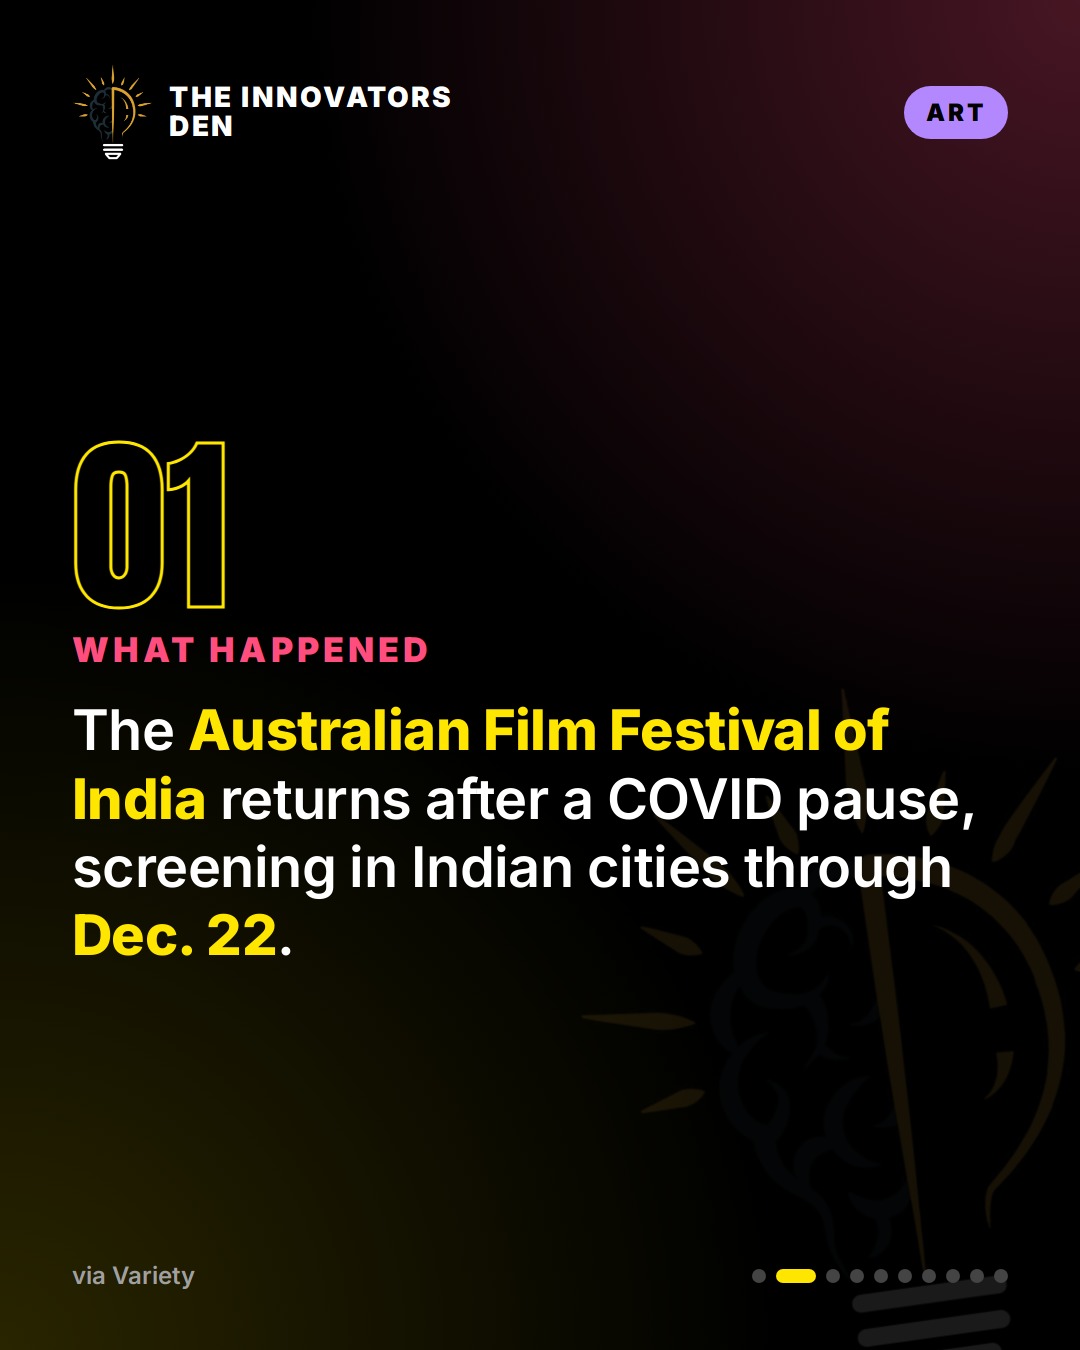 THE INNOVATORS
DEN
ART
01
WHAT HAPPENED
The Australian Film Festival of
India returns after a COVID pause,
screening in Indian cities through
Dec. 22.
via Variety